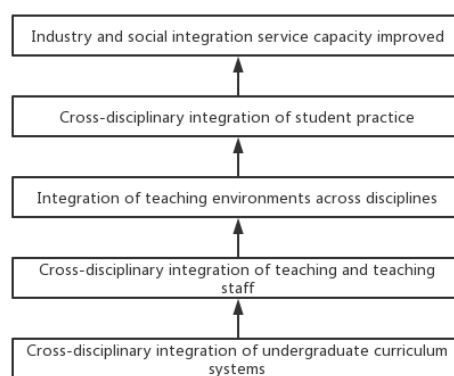 Industry and social integration service capacity improved
Cross-disciplinary integration of student practice
Integration of teaching environments across disciplines
Cross-disciplinary integration of teaching and teaching
staff
Cross-disciplinary integration of undergraduate curriculum
systems